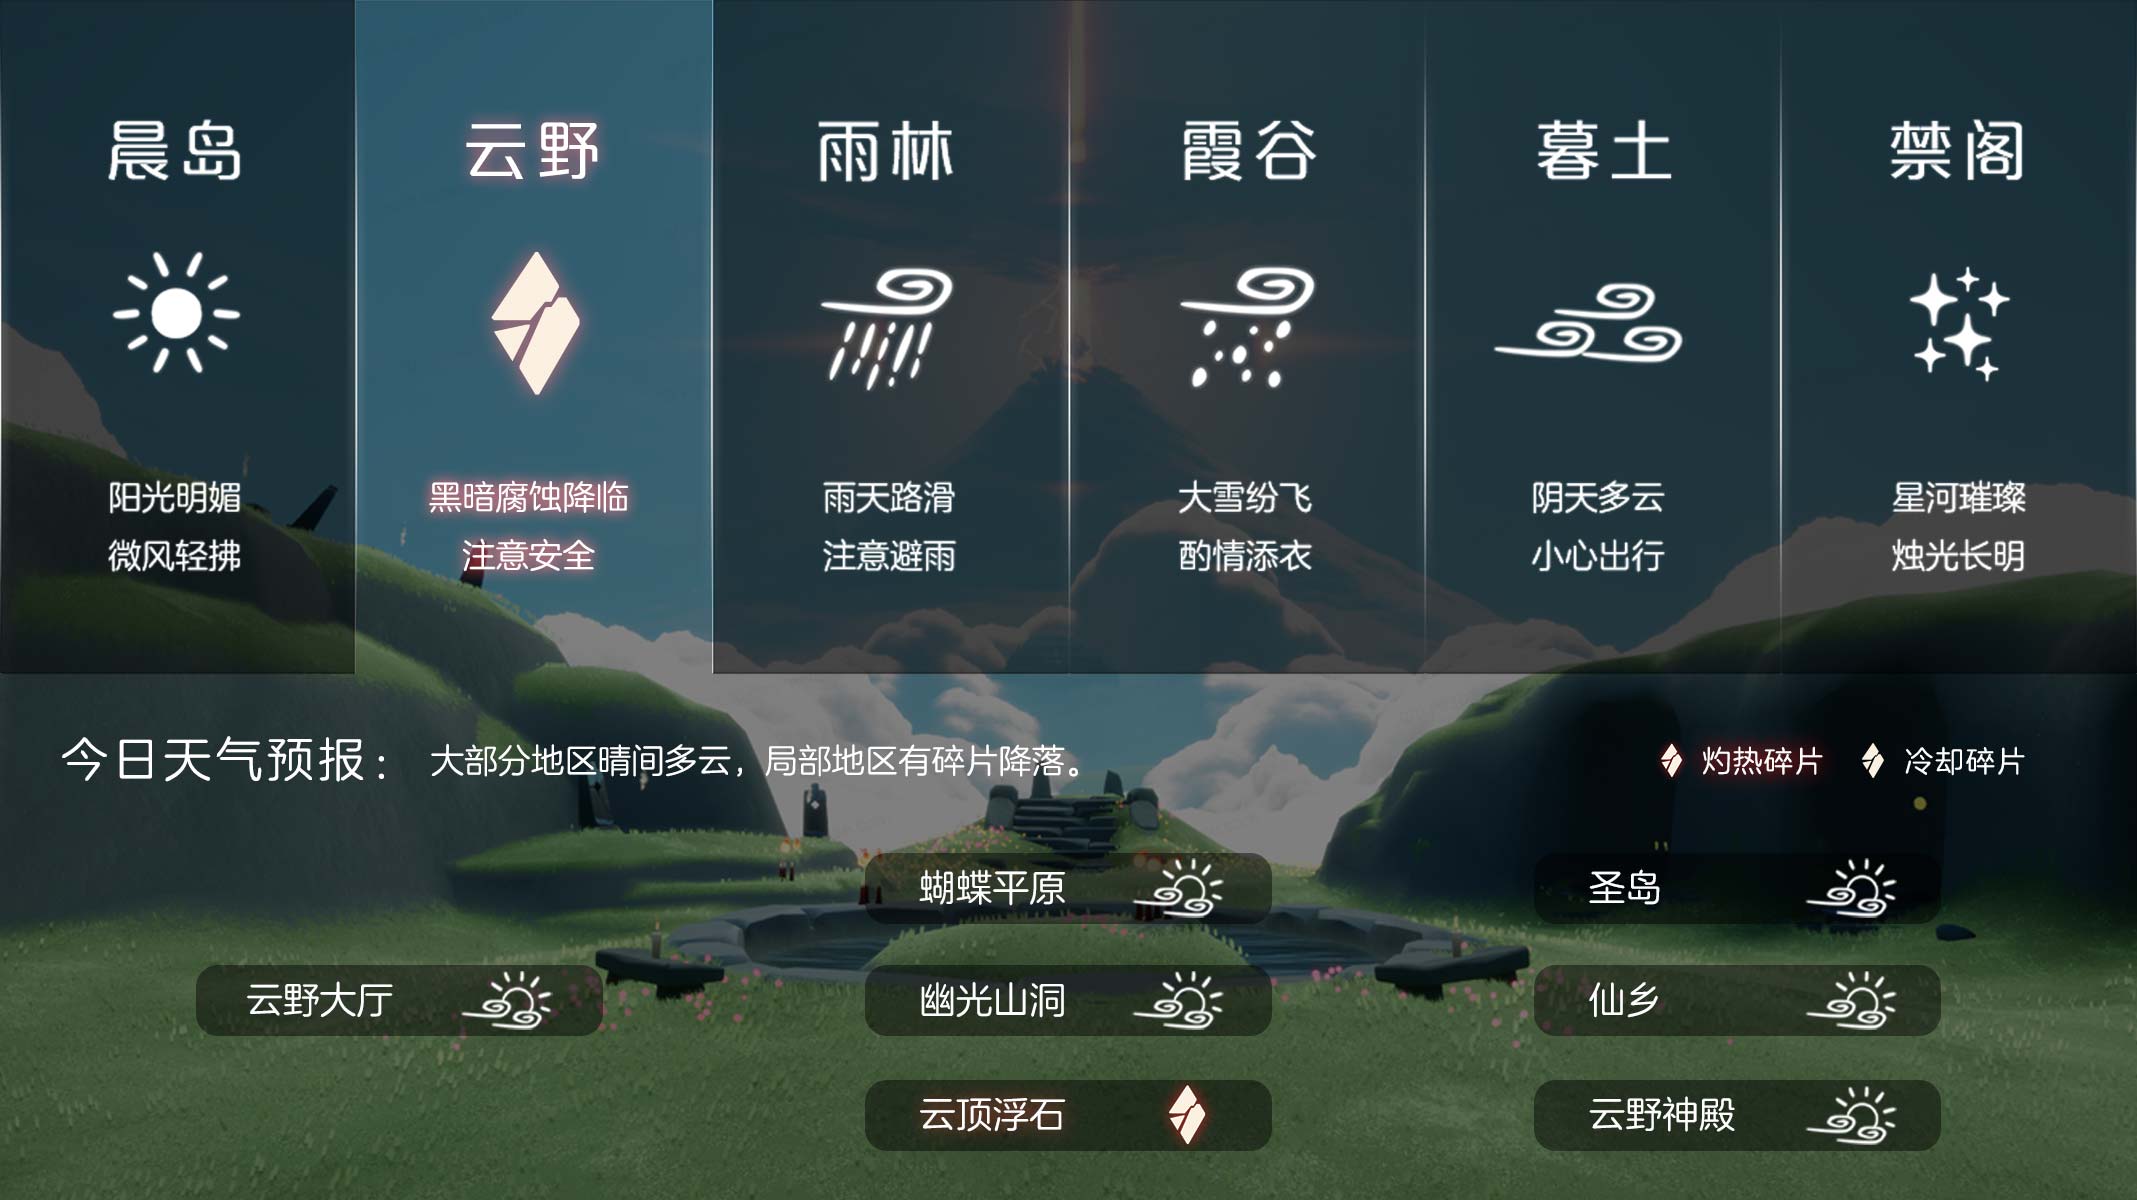 晨岛
阳光明媚
微风轻拂
云野
黑暗腐蚀降临
注意安全
雨林
雨天路滑
注意避雨
霞谷
大雪纷飞
酌情添衣
暮土
阴天多云
小心出行
禁阁
星河璀璨
烛光长明
今日天气预报： 大部分地区晴间多云，局部地区有碎片降落。
灼热碎片 冷却碎片
云野大厅
蝴蝶平原
幽光山洞
云顶浮石
圣岛
仙乡
云野神殿